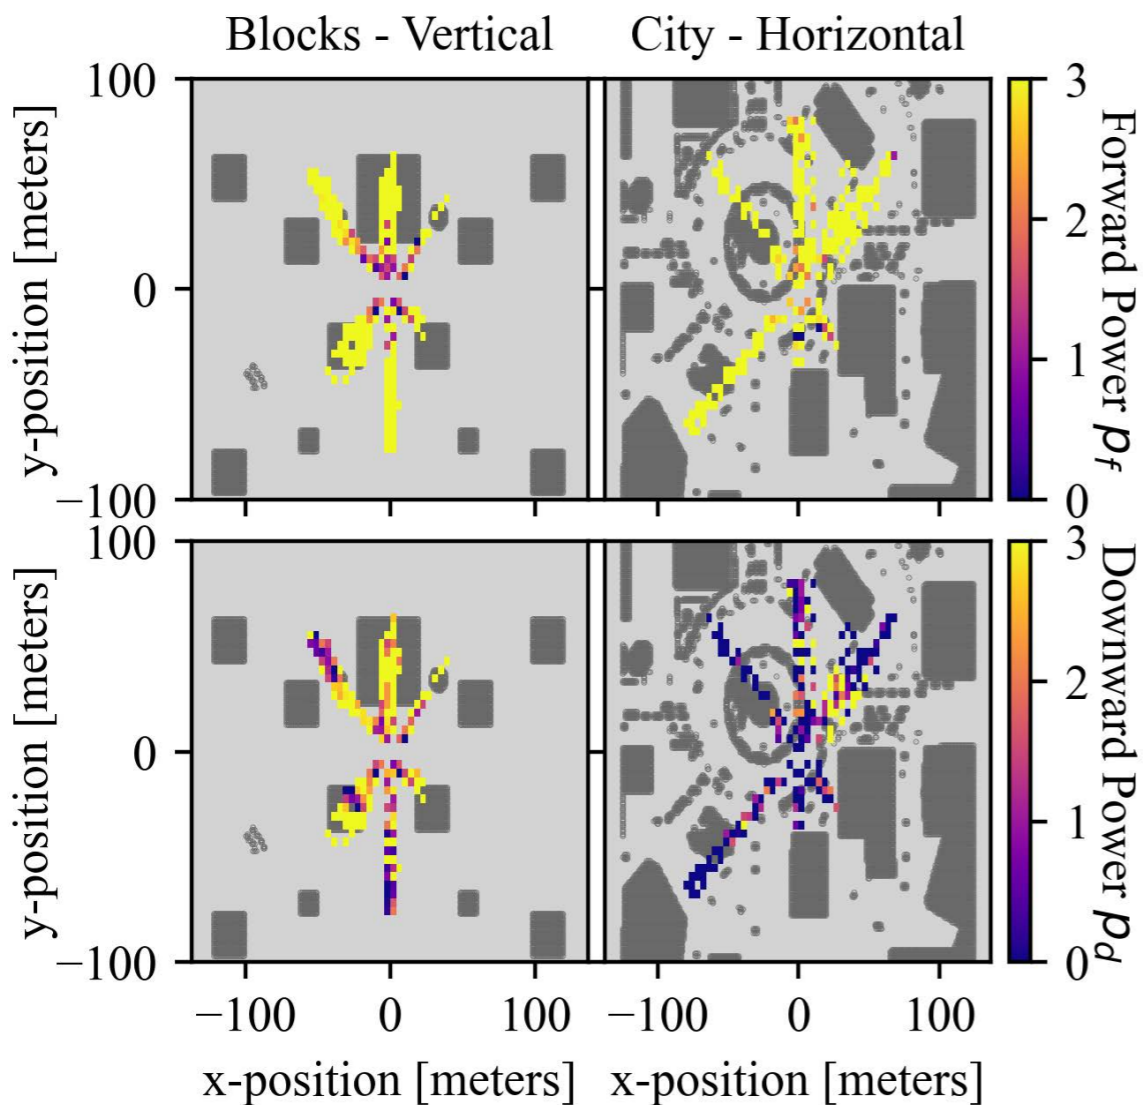 Blocks - Vertical
City - Horizontal
100
0
−100
y-position [meters]
3
2
1
0
Forward Power p_f
100
0
−100
y-position [meters]
3
2
1
0
Downward Power p_d
−100
0
100
−100
0
100
x-position [meters]
x-position [meters]